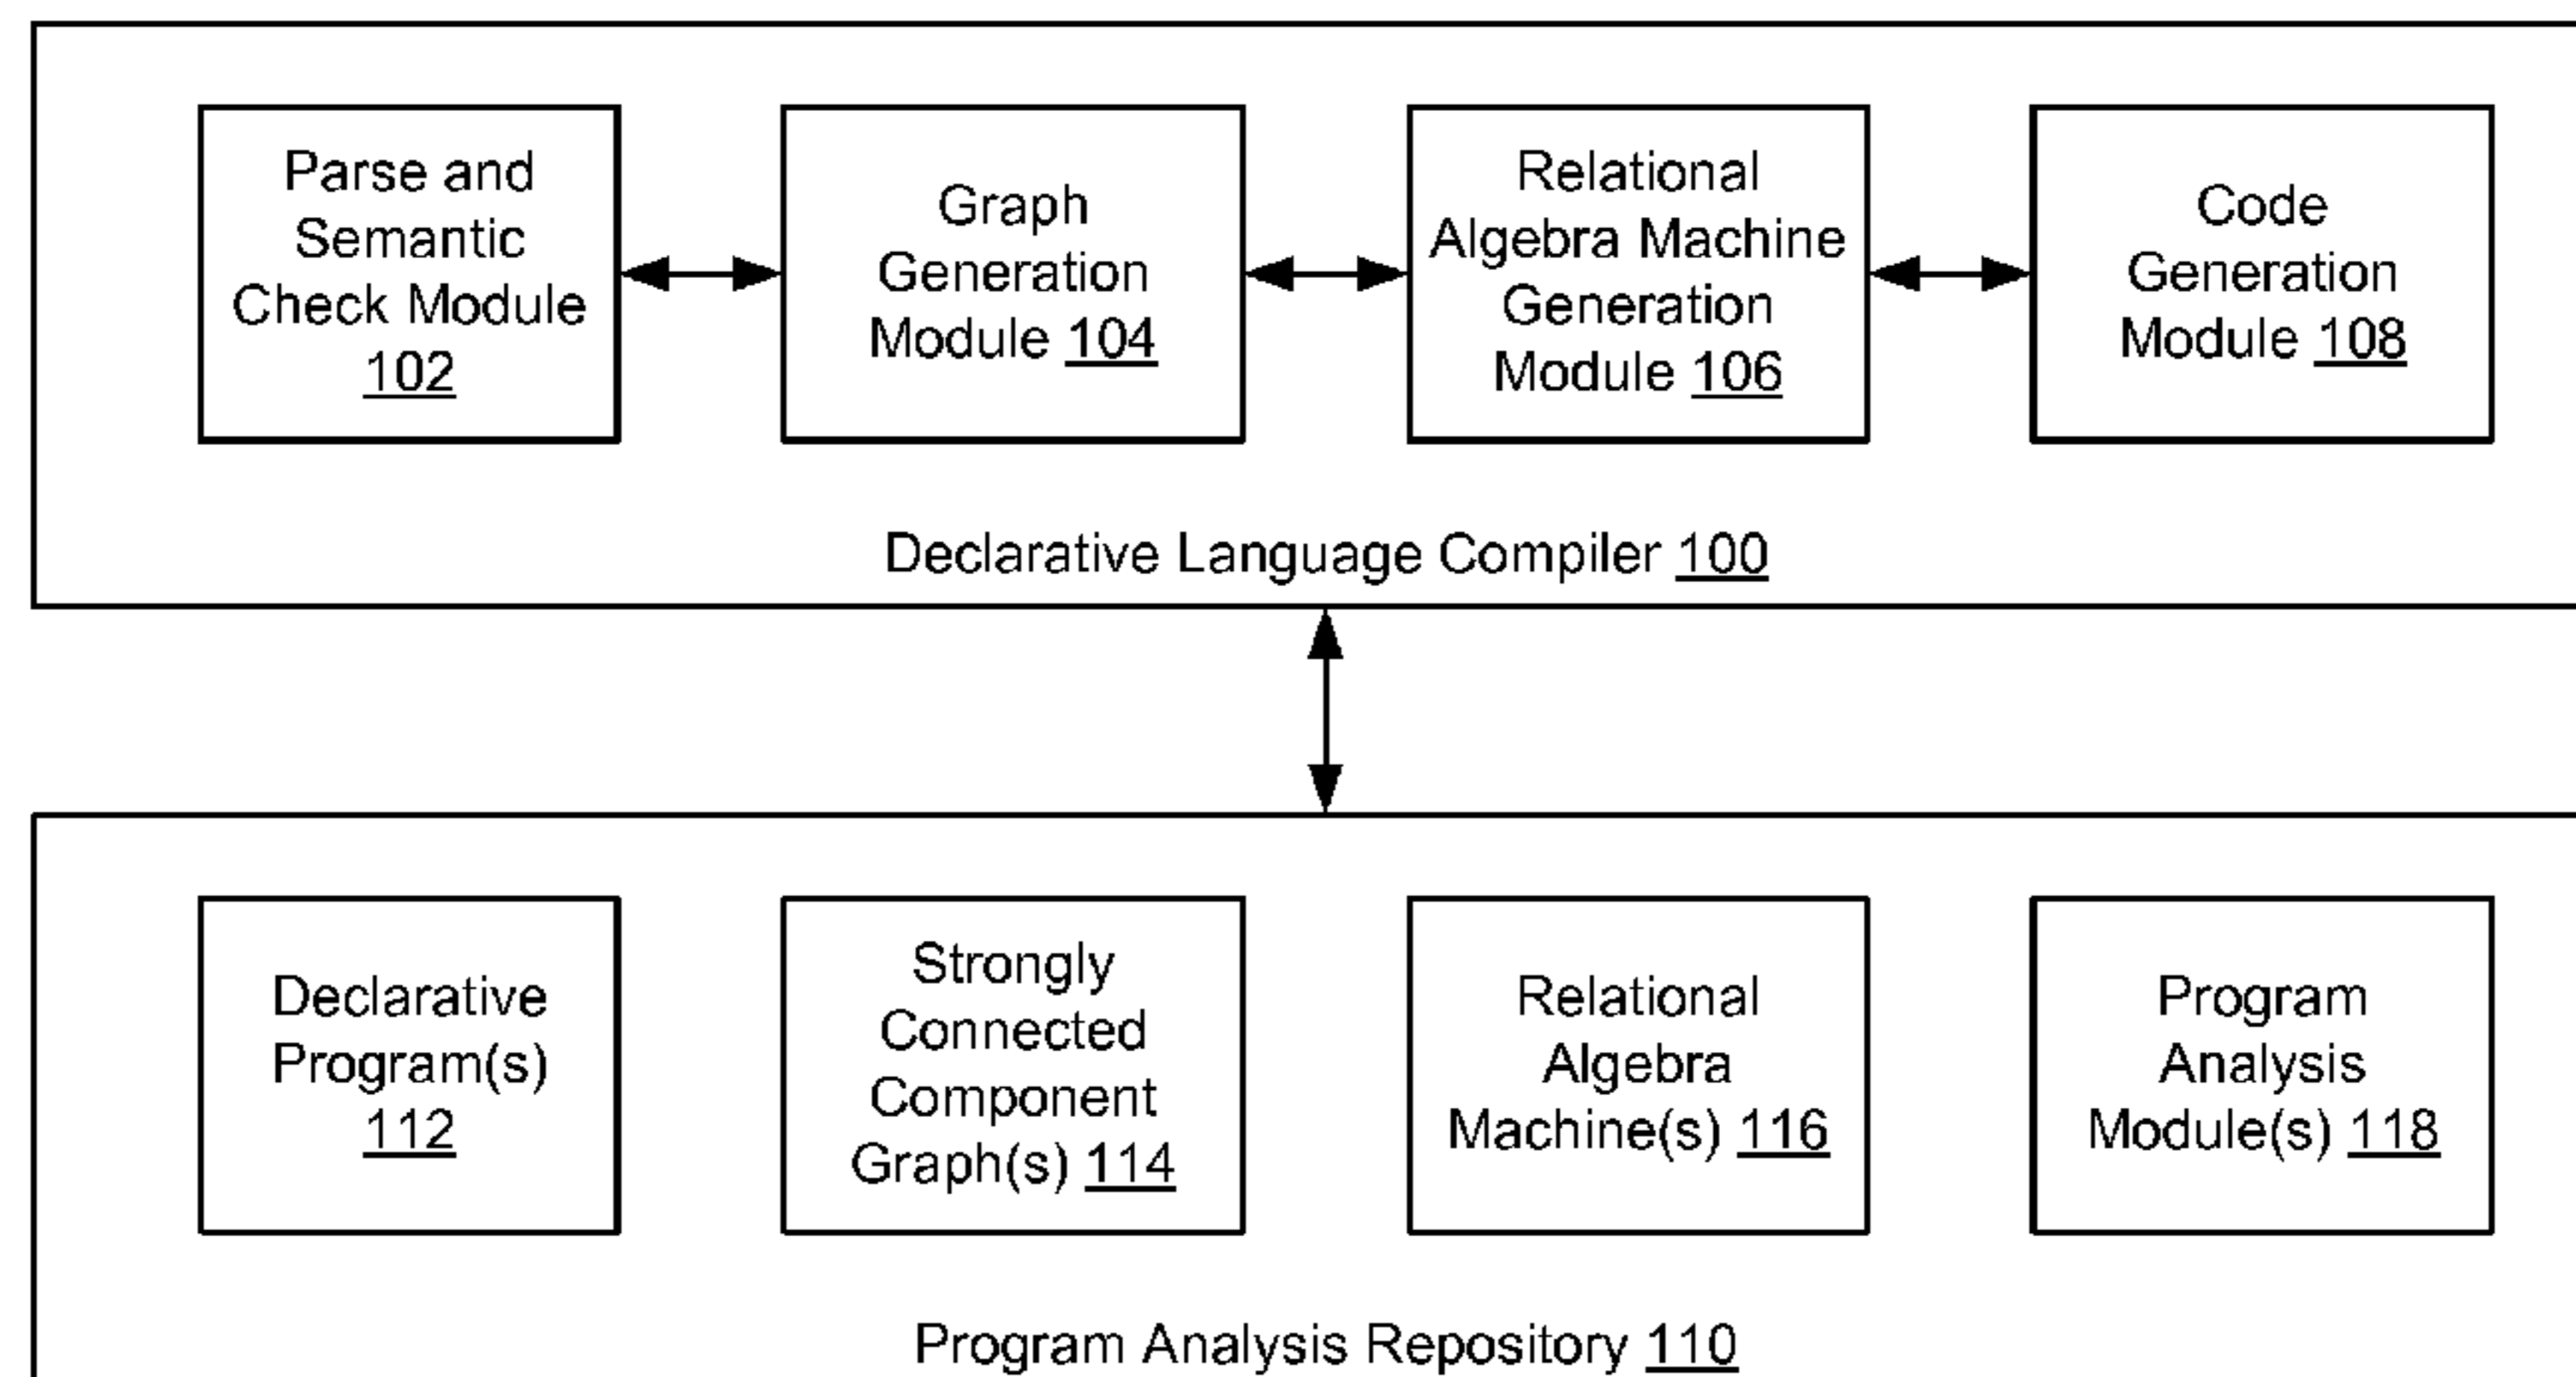 Parse and
Semantic
Check Module
102
Graph
Generation
Module 104
Relational
Algebra Machine
Generation
Module 106
Code
Generation
Module 108
Declarative Language Compiler 100
Declarative
Program(s)
112
Strongly
Connected
Component
Graph(s) 114
Relational
Algebra
Machine(s) 116
Program
Analysis
Module(s) 118
Program Analysis Repository 110